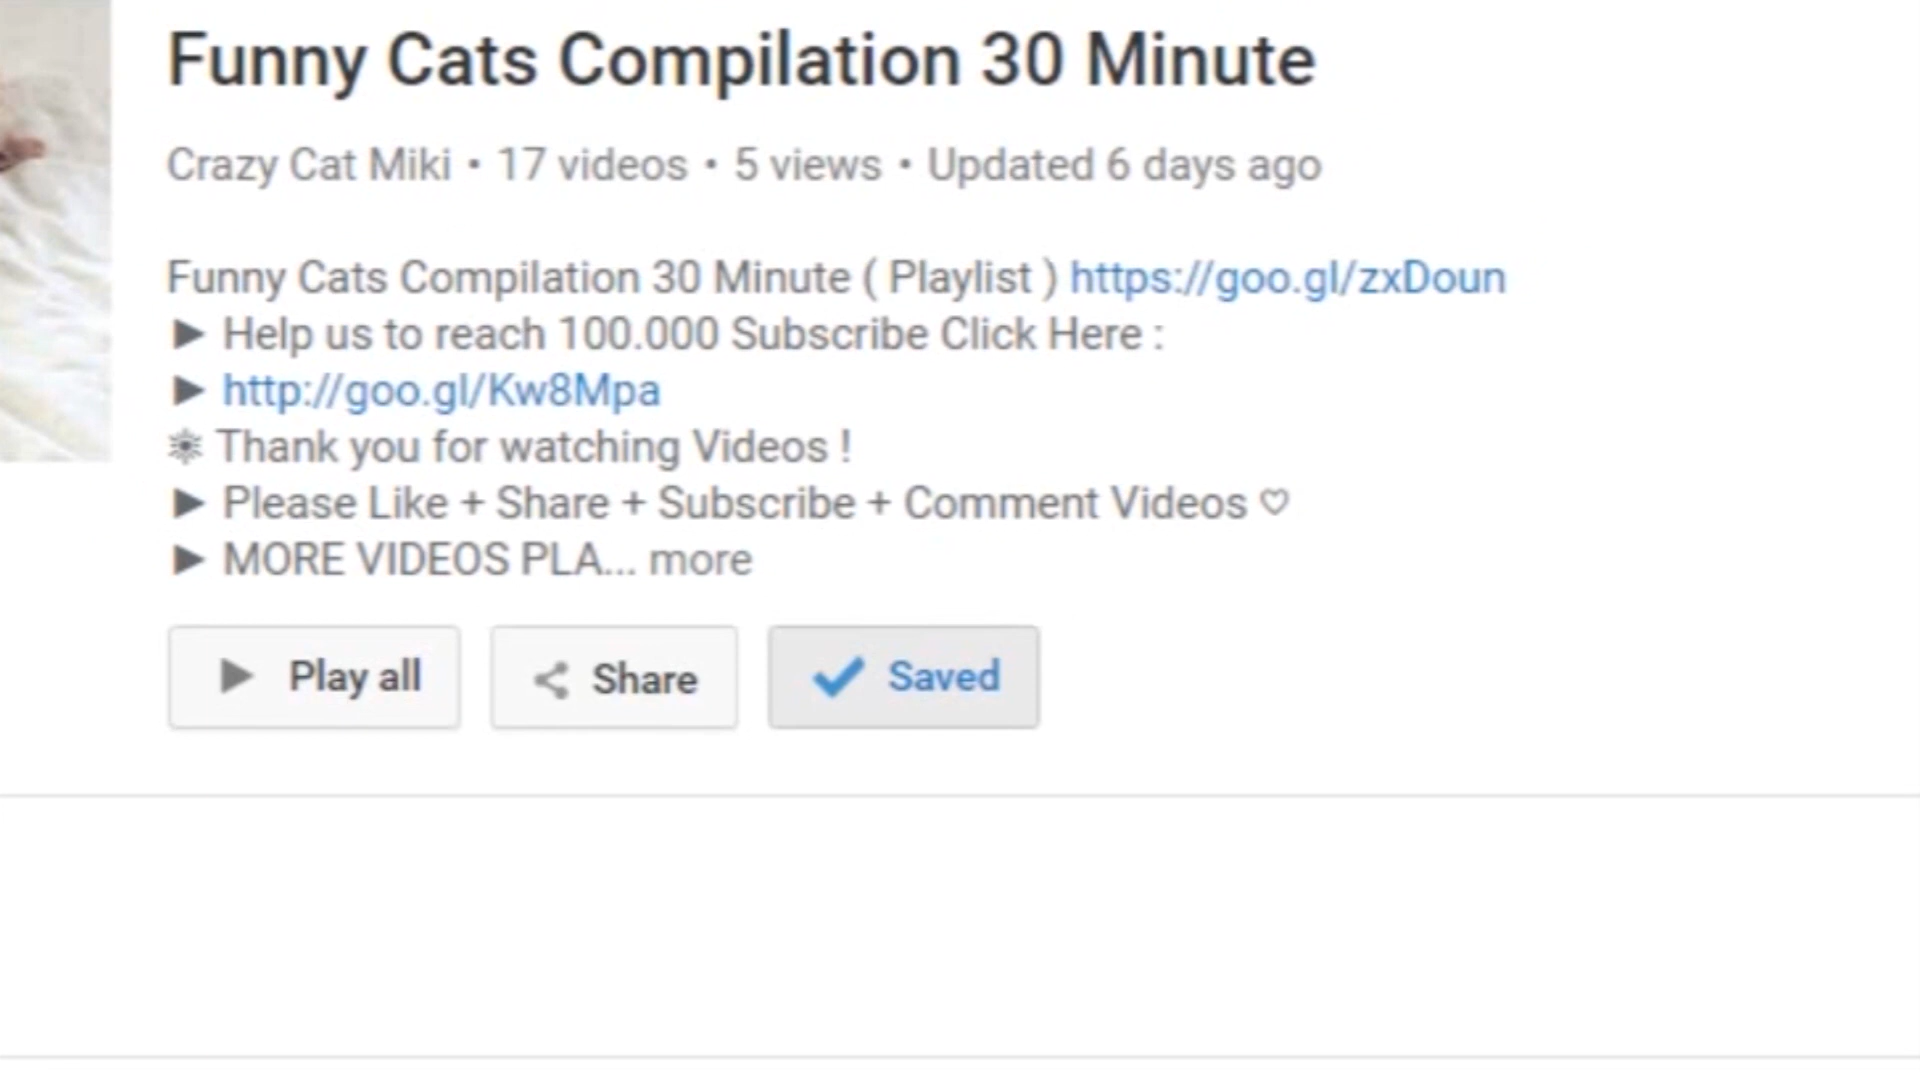 Funny Cats Compilation 30 Minute
Crazy Cat Miki • 17 videos • 5 views • Updated 6 days ago
Funny Cats Compilation 30 Minute ( Playlist ) https://goo.gl/zxDoun
► Help us to reach 100.000 Subscribe Click Here :
► http://goo.gl/Kw8Mpa
⎈ Thank you for watching Videos !
► Please Like + Share + Subscribe + Comment Videos ♡
► MORE VIDEOS PLA... more
Play all Share Saved